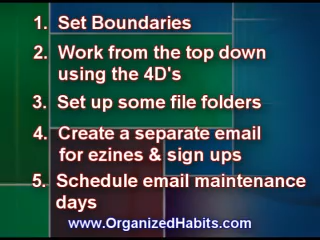 1. Set Boundaries
2. Work from the top down
using the 4D's
3. Set up some file folders
4. Create a separate email
for ezines & sign ups
5. Schedule email maintenance
days
www.OrganizedHabits.com